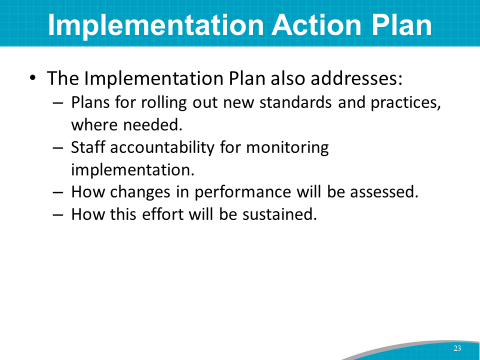 Implementation Action Plan
• The Implementation Plan also addresses:
– Plans for rolling out new standards and practices,
where needed.
– Staff accountability for monitoring
implementation.
– How changes in performance will be assessed.
– How this effort will be sustained.
23